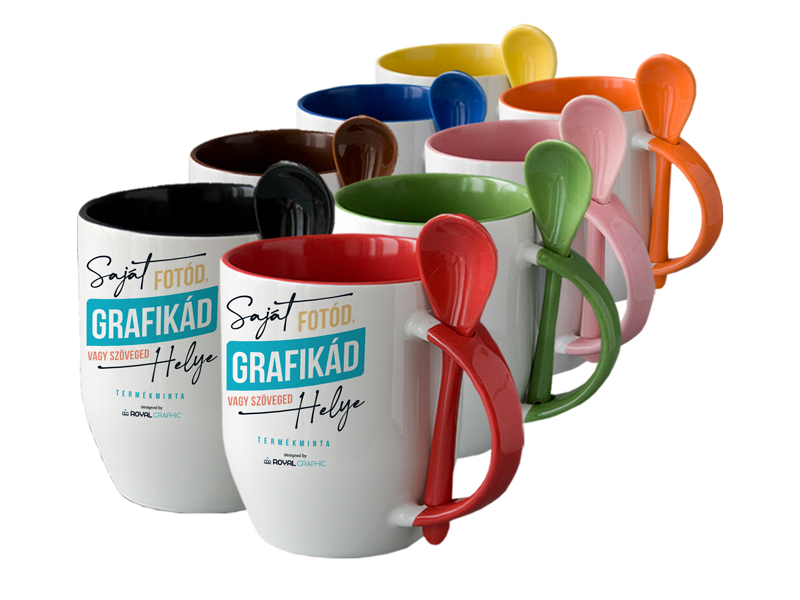 Saját FOTÓD,
GRAFIKÁD
VAGY SZÖVEGED Helye
TERMÉKMINTA
designed by
ROYAL GRAPHIC
Saját FOTÓD,
GRAFIKÁD
VAGY SZÖVEGED Helye
TERMÉKMINTA
designed by
ROYAL GRAPHIC